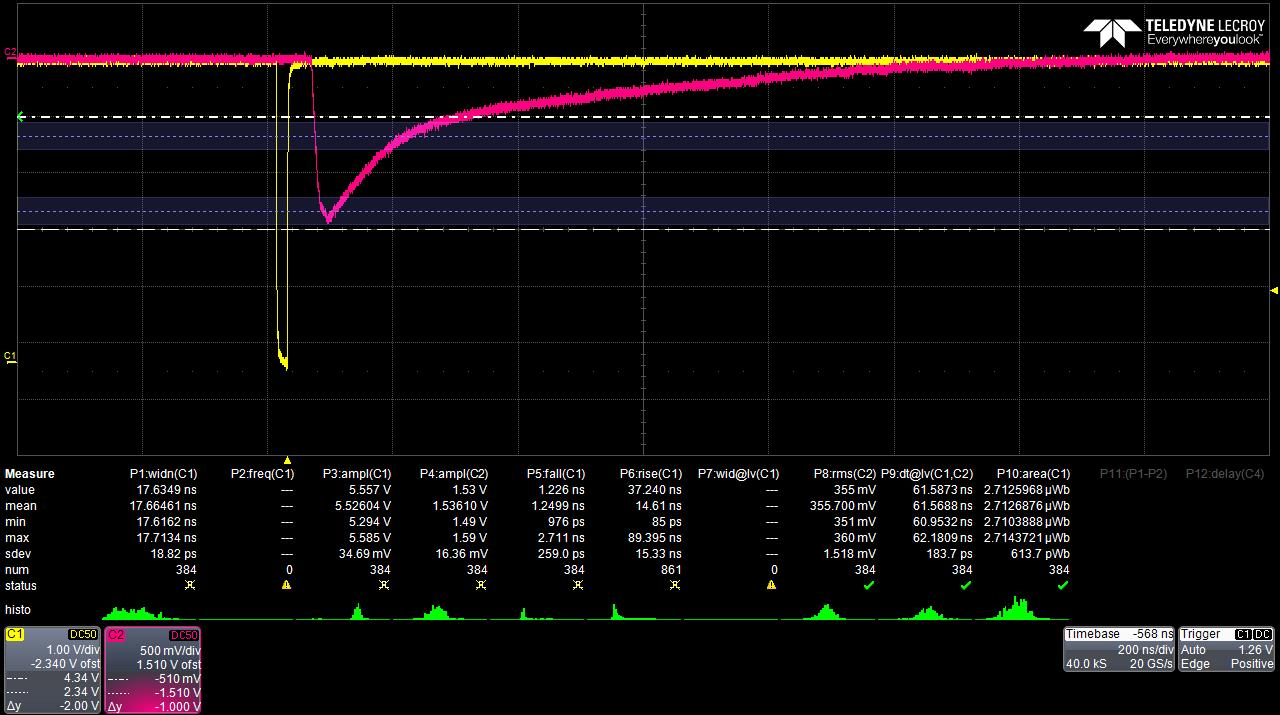 TELEDYNE LECROY
Everywhereyoulook™
C2
C1
Measure P1:widn(C1) P2:freq(C1) P3:ampl(C1) P4:ampl(C2) P5:fall(C1) P6:rise(C1) P7:wid@lv(C1) P8:rms(C2) P9:dt@lv(C1,C2) P10:area(C1) P11:(P1-P2) P12:delay(C4)
value 17.6349 ns --- 5.557 V 1.53 V 1.226 ns 37.240 ns --- 355 mV 61.5873 ns 2.7125968 µWb
mean 17.66461 ns --- 5.52604 V 1.53610 V 1.2499 ns 14.61 ns --- 355.700 mV 61.5688 ns 2.7126876 µWb
min 17.6162 ns --- 5.294 V 1.49 V 976 ps 85 ps --- 351 mV 60.9532 ns 2.7103888 µWb
max 17.7134 ns --- 5.585 V 1.59 V 2.711 ns 89.395 ns --- 360 mV 62.1809 ns 2.7143721 µWb
sdev 18.82 ps --- 34.69 mV 16.36 mV 259.0 ps 15.33 ns --- 1.518 mV 183.7 ps 613.7 pWb
num 384 0 384 384 384 861 0 384 384 384
status
histo
C1 DC50
1.00 V/div
-2.340 V ofst
4.34 V
2.34 V
Δy -2.00 V
C2 DC50
500 mV/div
1.510 V ofst
-510 mV
-1.510 V
Δy -1.000 V
Timebase -568 ns
200 ns/div
40.0 kS 20 GS/s
Trigger C1 DC
Auto 1.26 V
Edge Positive